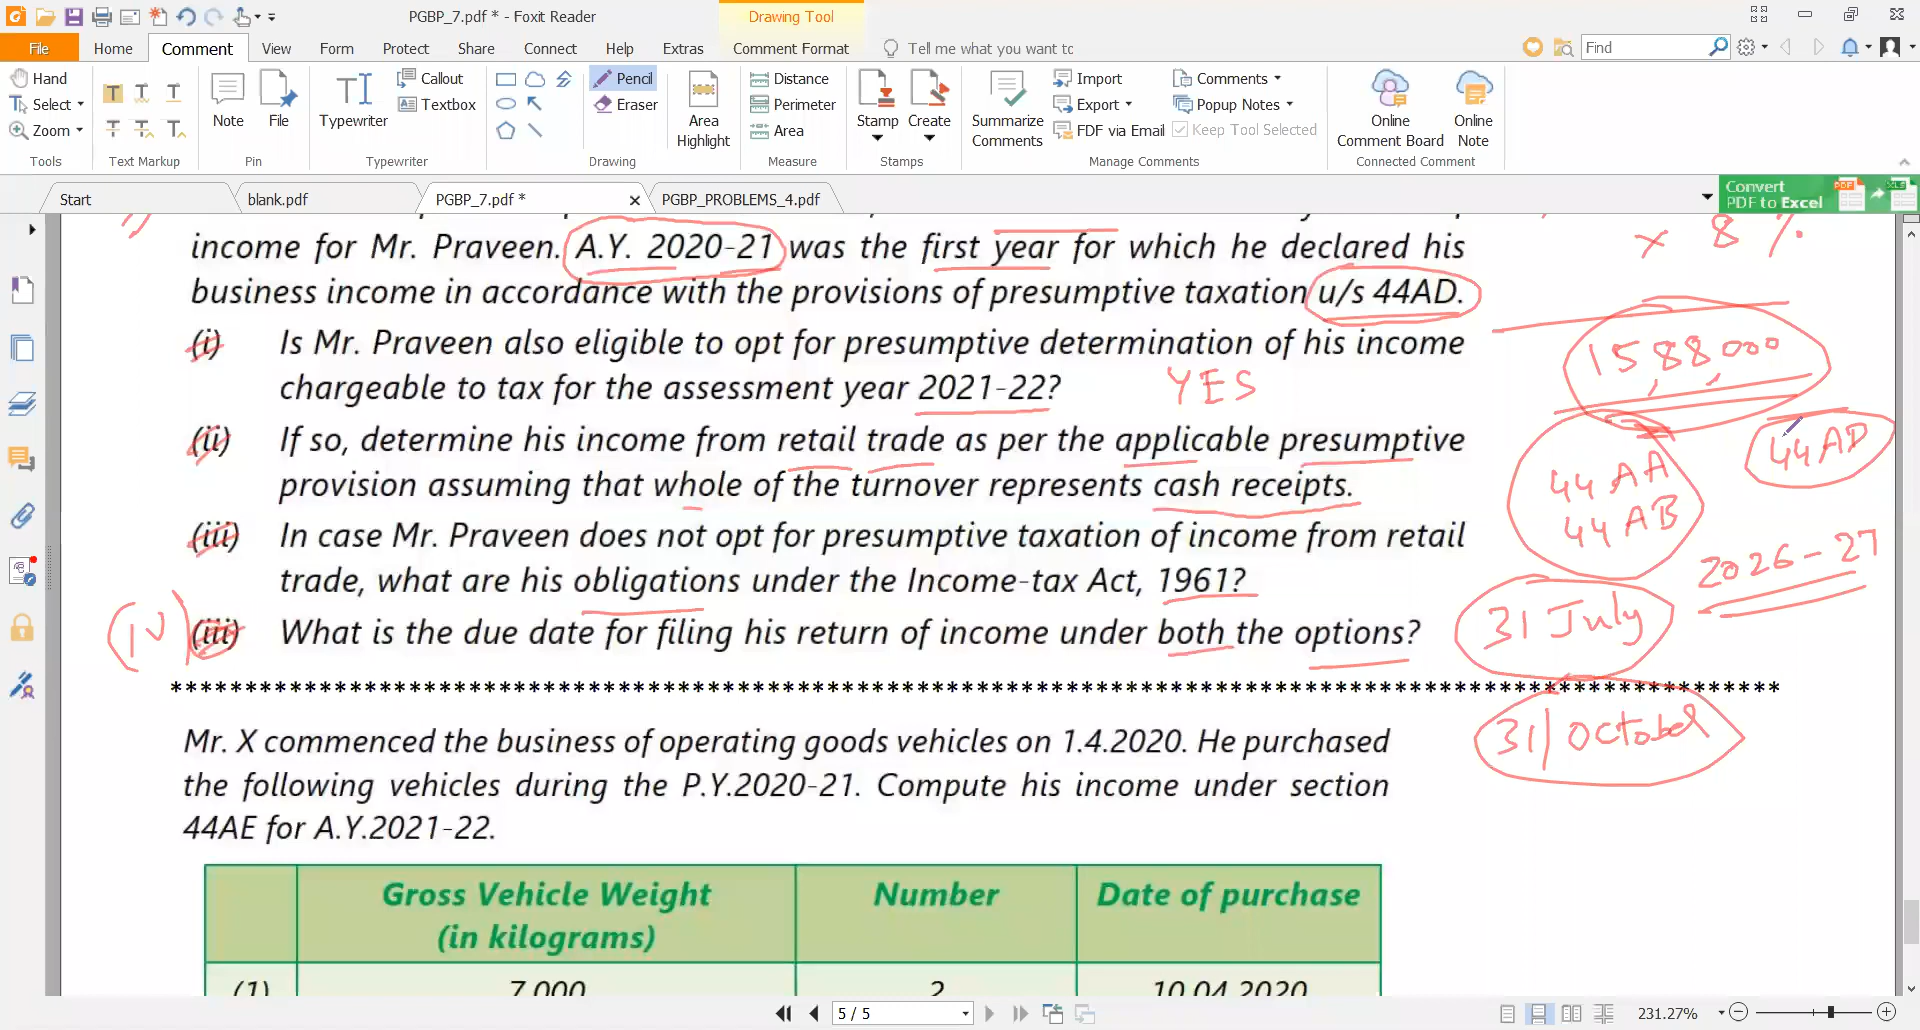 PGBP_7.pdf * - Foxit Reader
Drawing Tool
File Home Comment View Form Protect Share Connect Help Extras Comment Format Tell me what you want to Find
Hand
Select
Zoom
Tools
Text Markup
Note
File
Pin
Typewriter
Callout
Textbox
Typewriter
Pencil
Eraser
Drawing
Area Highlight
Distance
Perimeter
Area
Measure
Stamp
Create
Stamps
Summarize Comments
Import
Export
FDF via Email
Comments
Popup Notes
Keep Tool Selected
Manage Comments
Online Comment Board
Online Note
Connected Comment
Start
blank.pdf
PGBP_7.pdf *
PGBP_PROBLEMS_4.pdf
Convert
PDF to Excel
x 8 %
income for Mr. Praveen. A.Y. 2020-21 was the first year for which he declared his
business income in accordance with the provisions of presumptive taxation u/s 44AD.
(i) Is Mr. Praveen also eligible to opt for presumptive determination of his income
chargeable to tax for the assessment year 2021-22? YES
1588,000
(ii) If so, determine his income from retail trade as per the applicable presumptive
provision assuming that whole of the turnover represents cash receipts.
44 AD
44 AA
44 AB
(iii) In case Mr. Praveen does not opt for presumptive taxation of income from retail
trade, what are his obligations under the Income-tax Act, 1961?
2026-27
(iv) (iii) What is the due date for filing his return of income under both the options?
31 July
************************************************
31/October
Mr. X commenced the business of operating goods vehicles on 1.4.2020. He purchased
the following vehicles during the P.Y.2020-21. Compute his income under section
44AE for A.Y.2021-22.
Gross Vehicle Weight (in kilograms) Number Date of purchase
(1) 7,000 2 10.04.2020
5 / 5
231.27%